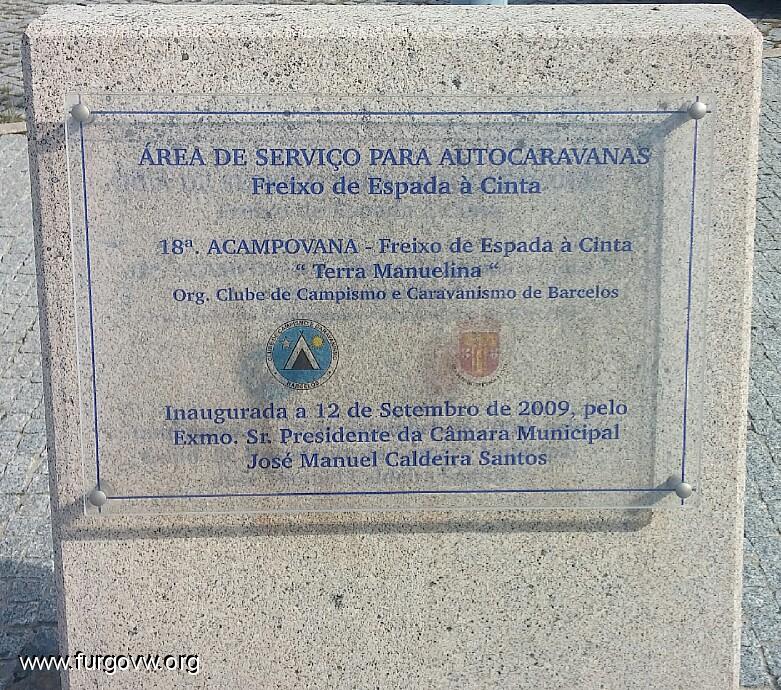 ÁREA DE SERVIÇO PARA AUTOCARAVANAS
Freixo de Espada à Cinta
18ª. ACAMPOVANA - Freixo de Espada à Cinta
“ Terra Manuelina “
Org. Clube de Campismo e Caravanismo de Barcelos
BARCELOS
Inaugurada a 12 de Setembro de 2009, pelo
Exmo. Sr. Presidente da Câmara Municipal
José Manuel Caldeira Santos
www.furgovw.org